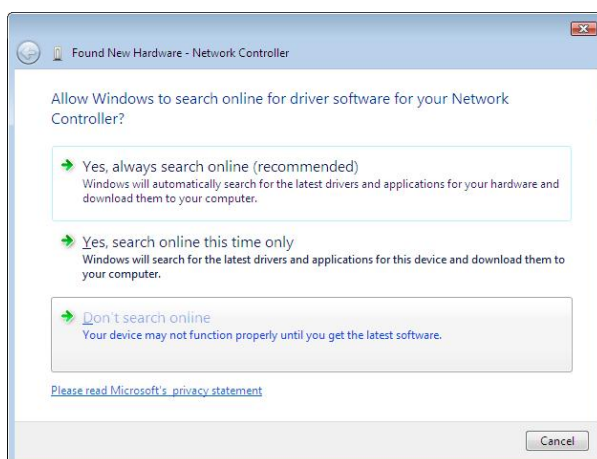 Found New Hardware - Network Controller
Allow Windows to search online for driver software for your Network
Controller?
Yes, always search online (recommended)
Windows will automatically search for the latest drivers and applications for your hardware and
download them to your computer.
Yes, search online this time only
Windows will search for the latest drivers and applications for this device and download them to
your computer.
Don't search online
Your device may not function properly until you get the latest software.
Please read Microsoft's privacy statement
Cancel